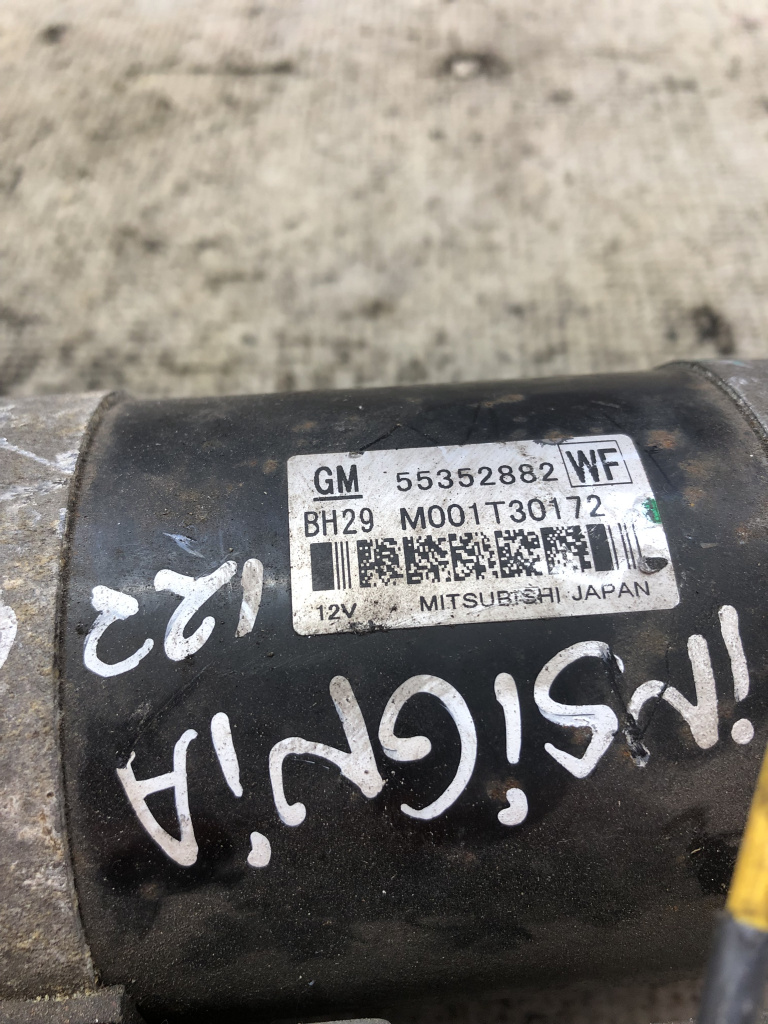 GM 55352882 WF
BH29 M001T30172
12V MITSUBISHI JAPAN
iNSiGNiA
122